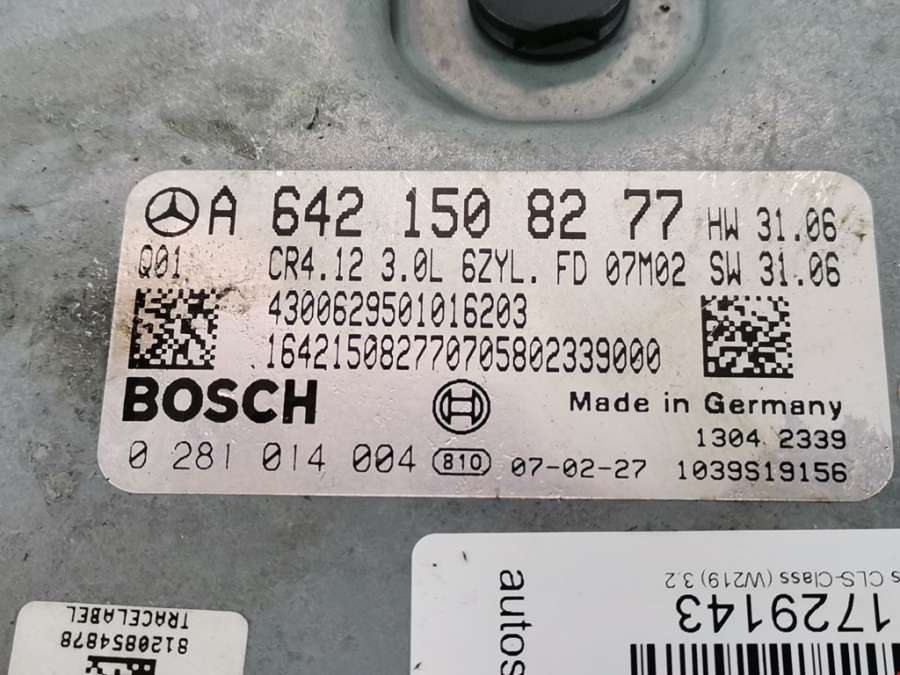 A 642 150 82 77 HW 31.06
Q01 CR4.12 3.0L 6ZYL. FD 07M02 SW 31.06
4300629501016203
1642150827707058023390​00
BOSCH Made in Germany
1304 2339
0 281 014 004 810 07-02-27 1039S19156
s CLS-Class (W219) 3.2
1729143
autos
TRACELABEL
8120854878